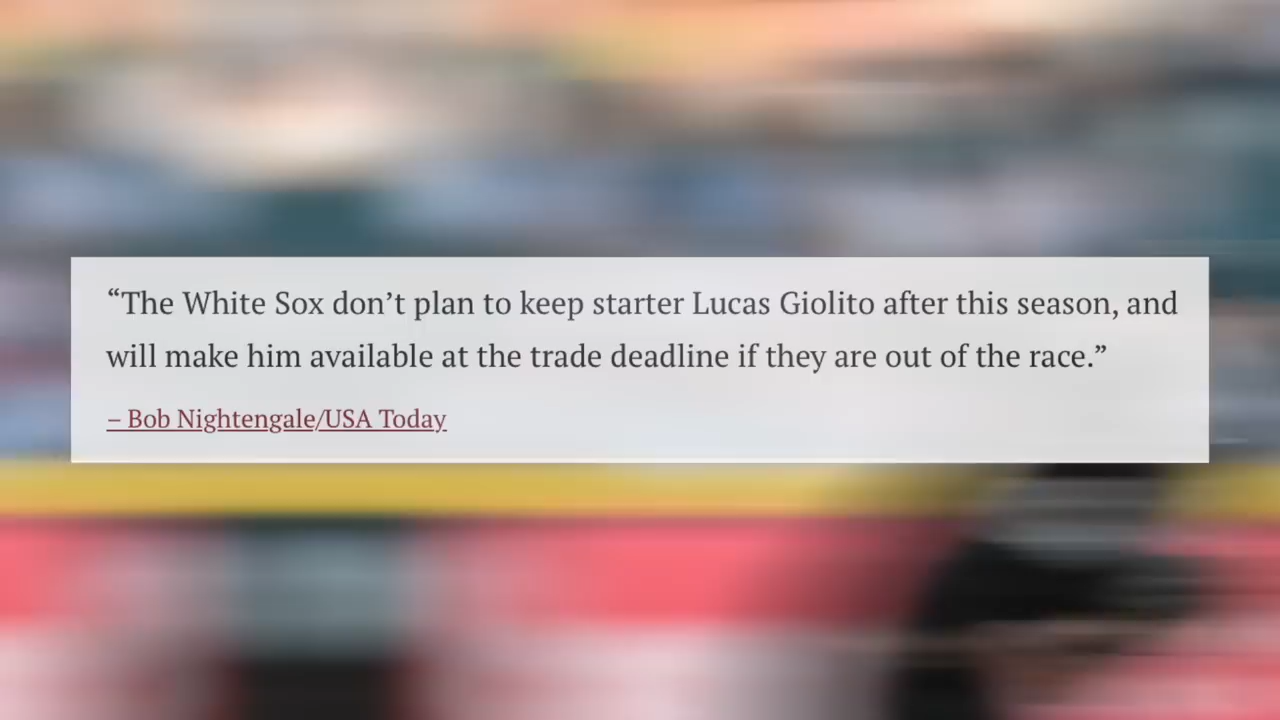 “The White Sox don’t plan to keep starter Lucas Giolito after this season, and
will make him available at the trade deadline if they are out of the race.”
– Bob Nightengale/USA Today